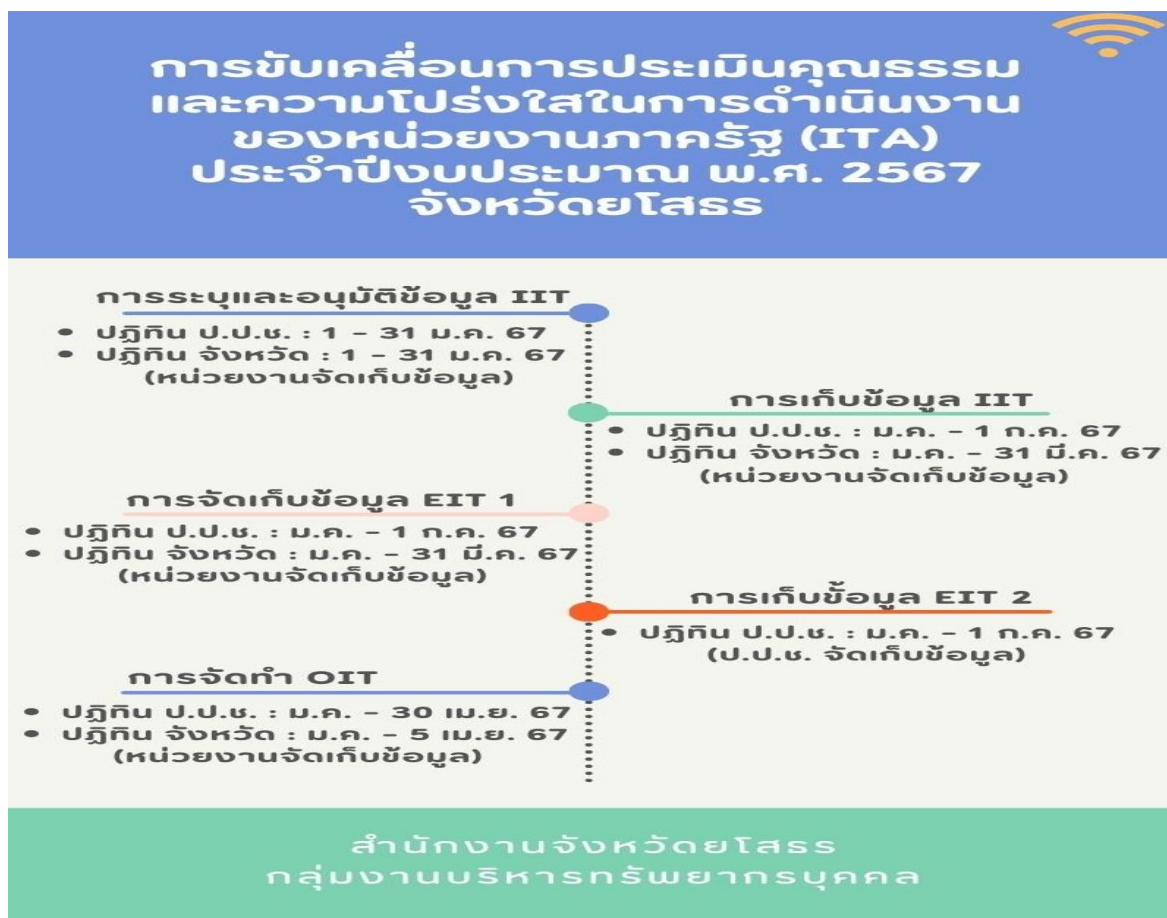 การขับเคลื่อนการประเมินคุณธรรม
และความโปร่งใสในการดำเนินงาน
ของหน่วยงานภาครัฐ (ITA)
ประจำปีงบประมาณ พ.ศ. 2567
จังหวัดยโสธร
การระบุและอนุมัติข้อมูล IIT
• ปฏิทิน ป.ป.ช. : 1 - 31 ม.ค. 67
• ปฏิทิน จังหวัด : 1 - 31 ม.ค. 67
(หน่วยงานจัดเก็บข้อมูล)
การเก็บข้อมูล IIT
• ปฏิทิน ป.ป.ช. : ม.ค. - 1 ก.ค. 67
• ปฏิทิน จังหวัด : ม.ค. - 31 มี.ค. 67
(หน่วยงานจัดเก็บข้อมูล)
การจัดเก็บข้อมูล EIT 1
• ปฏิทิน ป.ป.ช. : ม.ค. - 1 ก.ค. 67
• ปฏิทิน จังหวัด : ม.ค. - 31 มี.ค. 67
(หน่วยงานจัดเก็บข้อมูล)
การเก็บข้อมูล EIT 2
• ปฏิทิน ป.ป.ช. : ม.ค. - 1 ก.ค. 67
(ป.ป.ช. จัดเก็บข้อมูล)
การจัดทำ OIT
• ปฏิทิน ป.ป.ช. : ม.ค. - 30 เม.ย. 67
• ปฏิทิน จังหวัด : ม.ค. - 5 เม.ย. 67
(หน่วยงานจัดเก็บข้อมูล)
สำนักงานจังหวัดยโสธร
กลุ่มงานบริหารทรัพยากรบุคคล